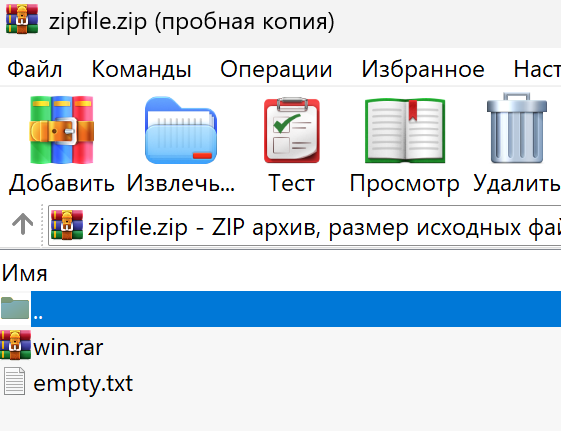 zipfile.zip (пробная копия)
Файл Команды Операции Избранное Наст
Добавить Извлечь... Тест Просмотр Удалить
zipfile.zip - ZIP архив, размер исходных фай
Имя
..
win.rar
empty.txt